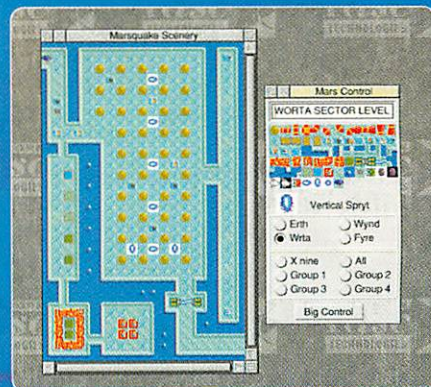 Marsquake Scenery
Mars Control
WORTA SECTOR LEVEL
Vertical Spryt
Erth
Wynd
Wrta
Fyre
X nine
All
Group 1
Group 2
Group 3
Group 4
Big Control
TECHNOLOGIES